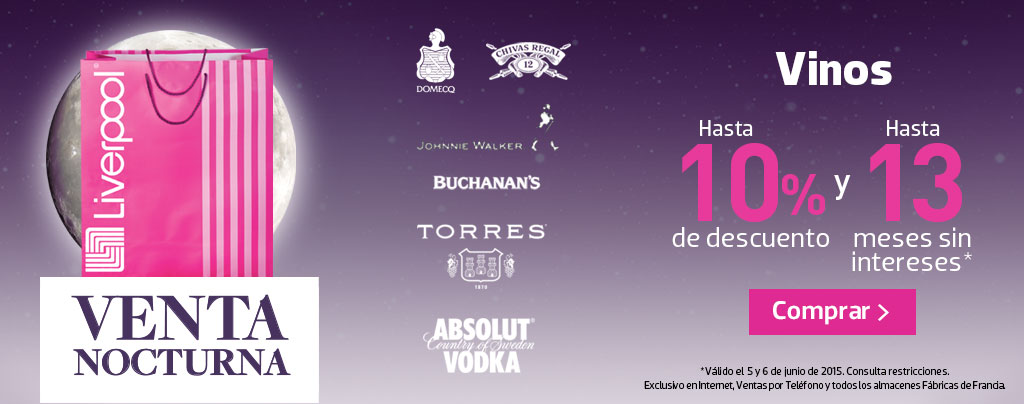 Liverpool
VENTA
NOCTURNA
DOMECQ
CHIVAS REGAL
12
JOHNNIE WALKER
BUCHANAN'S
TORRES
1870
ABSOLUT
Country of Sweden
VODKA
Vinos
Hasta
10%
de descuento
y
Hasta
13
meses sin
intereses*
Comprar >
*Válido el 5 y 6 de junio de 2015. Consulta restricciones.
Exclusivo en Internet, Ventas por Teléfono y todos los almacenes Fábricas de Francia.